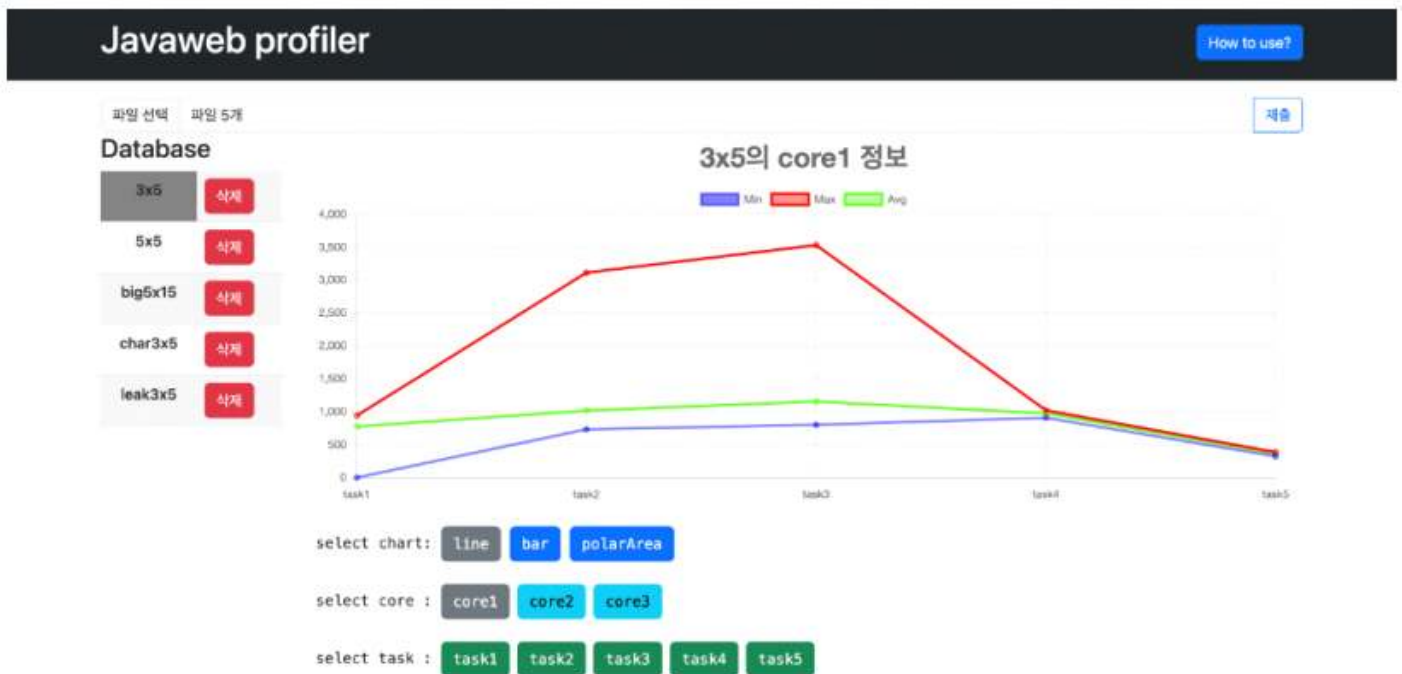 Javaweb profiler
How to use?
파일 선택 파일 5개
제출
Database
3x5 삭제
5x5 삭제
big5x15 삭제
char3x5 삭제
leak3x5 삭제
3x5의 core1 정보
Min Max Avg
4,000
3,500
3,000
2,500
2,000
1,500
1,000
500
0
task1 task2 task3 task4 task5
select chart: line bar polarArea
select core : core1 core2 core3
select task : task1 task2 task3 task4 task5